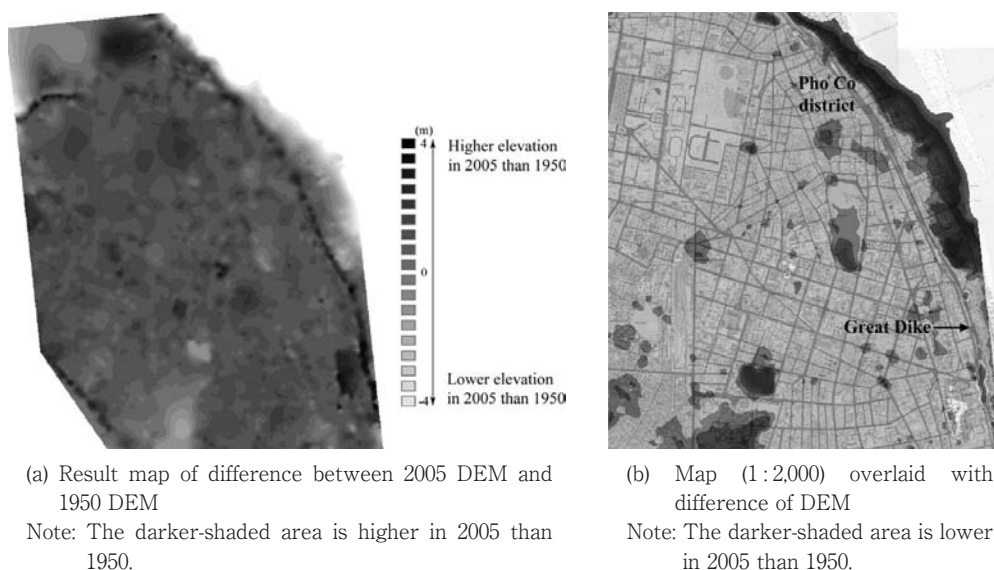 (m)
4
Higher elevation
in 2005 than 1950
0
Lower elevation
in 2005 than 1950
-4
Pho Co
district
Great Dike
(a) Result map of difference between 2005 DEM and
1950 DEM
Note: The darker-shaded area is higher in 2005 than
1950.
(b) Map (1 : 2,000) overlaid with
difference of DEM
Note: The darker-shaded area is lower
in 2005 than 1950.